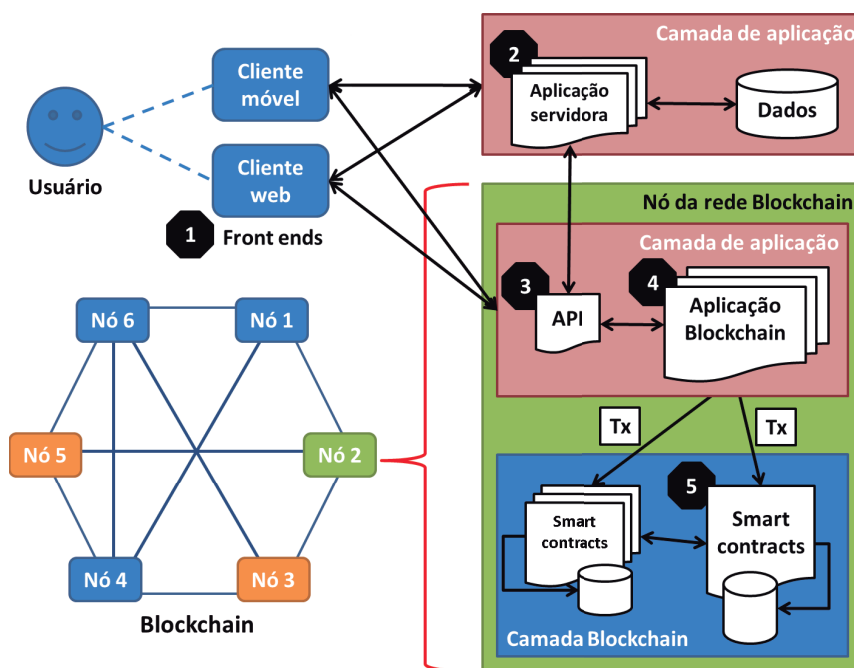 Cliente
móvel
Cliente
web
Usuário
1
Front ends
Camada de aplicação
2
Aplicação
servidora
Dados
Nó da rede Blockchain
Camada de aplicação
3
API
4
Aplicação
Blockchain
Tx
Tx
5
Smart
contracts
Smart
contracts
Camada Blockchain
Nó 6
Nó 1
Nó 5
Nó 2
Nó 4
Nó 3
Blockchain